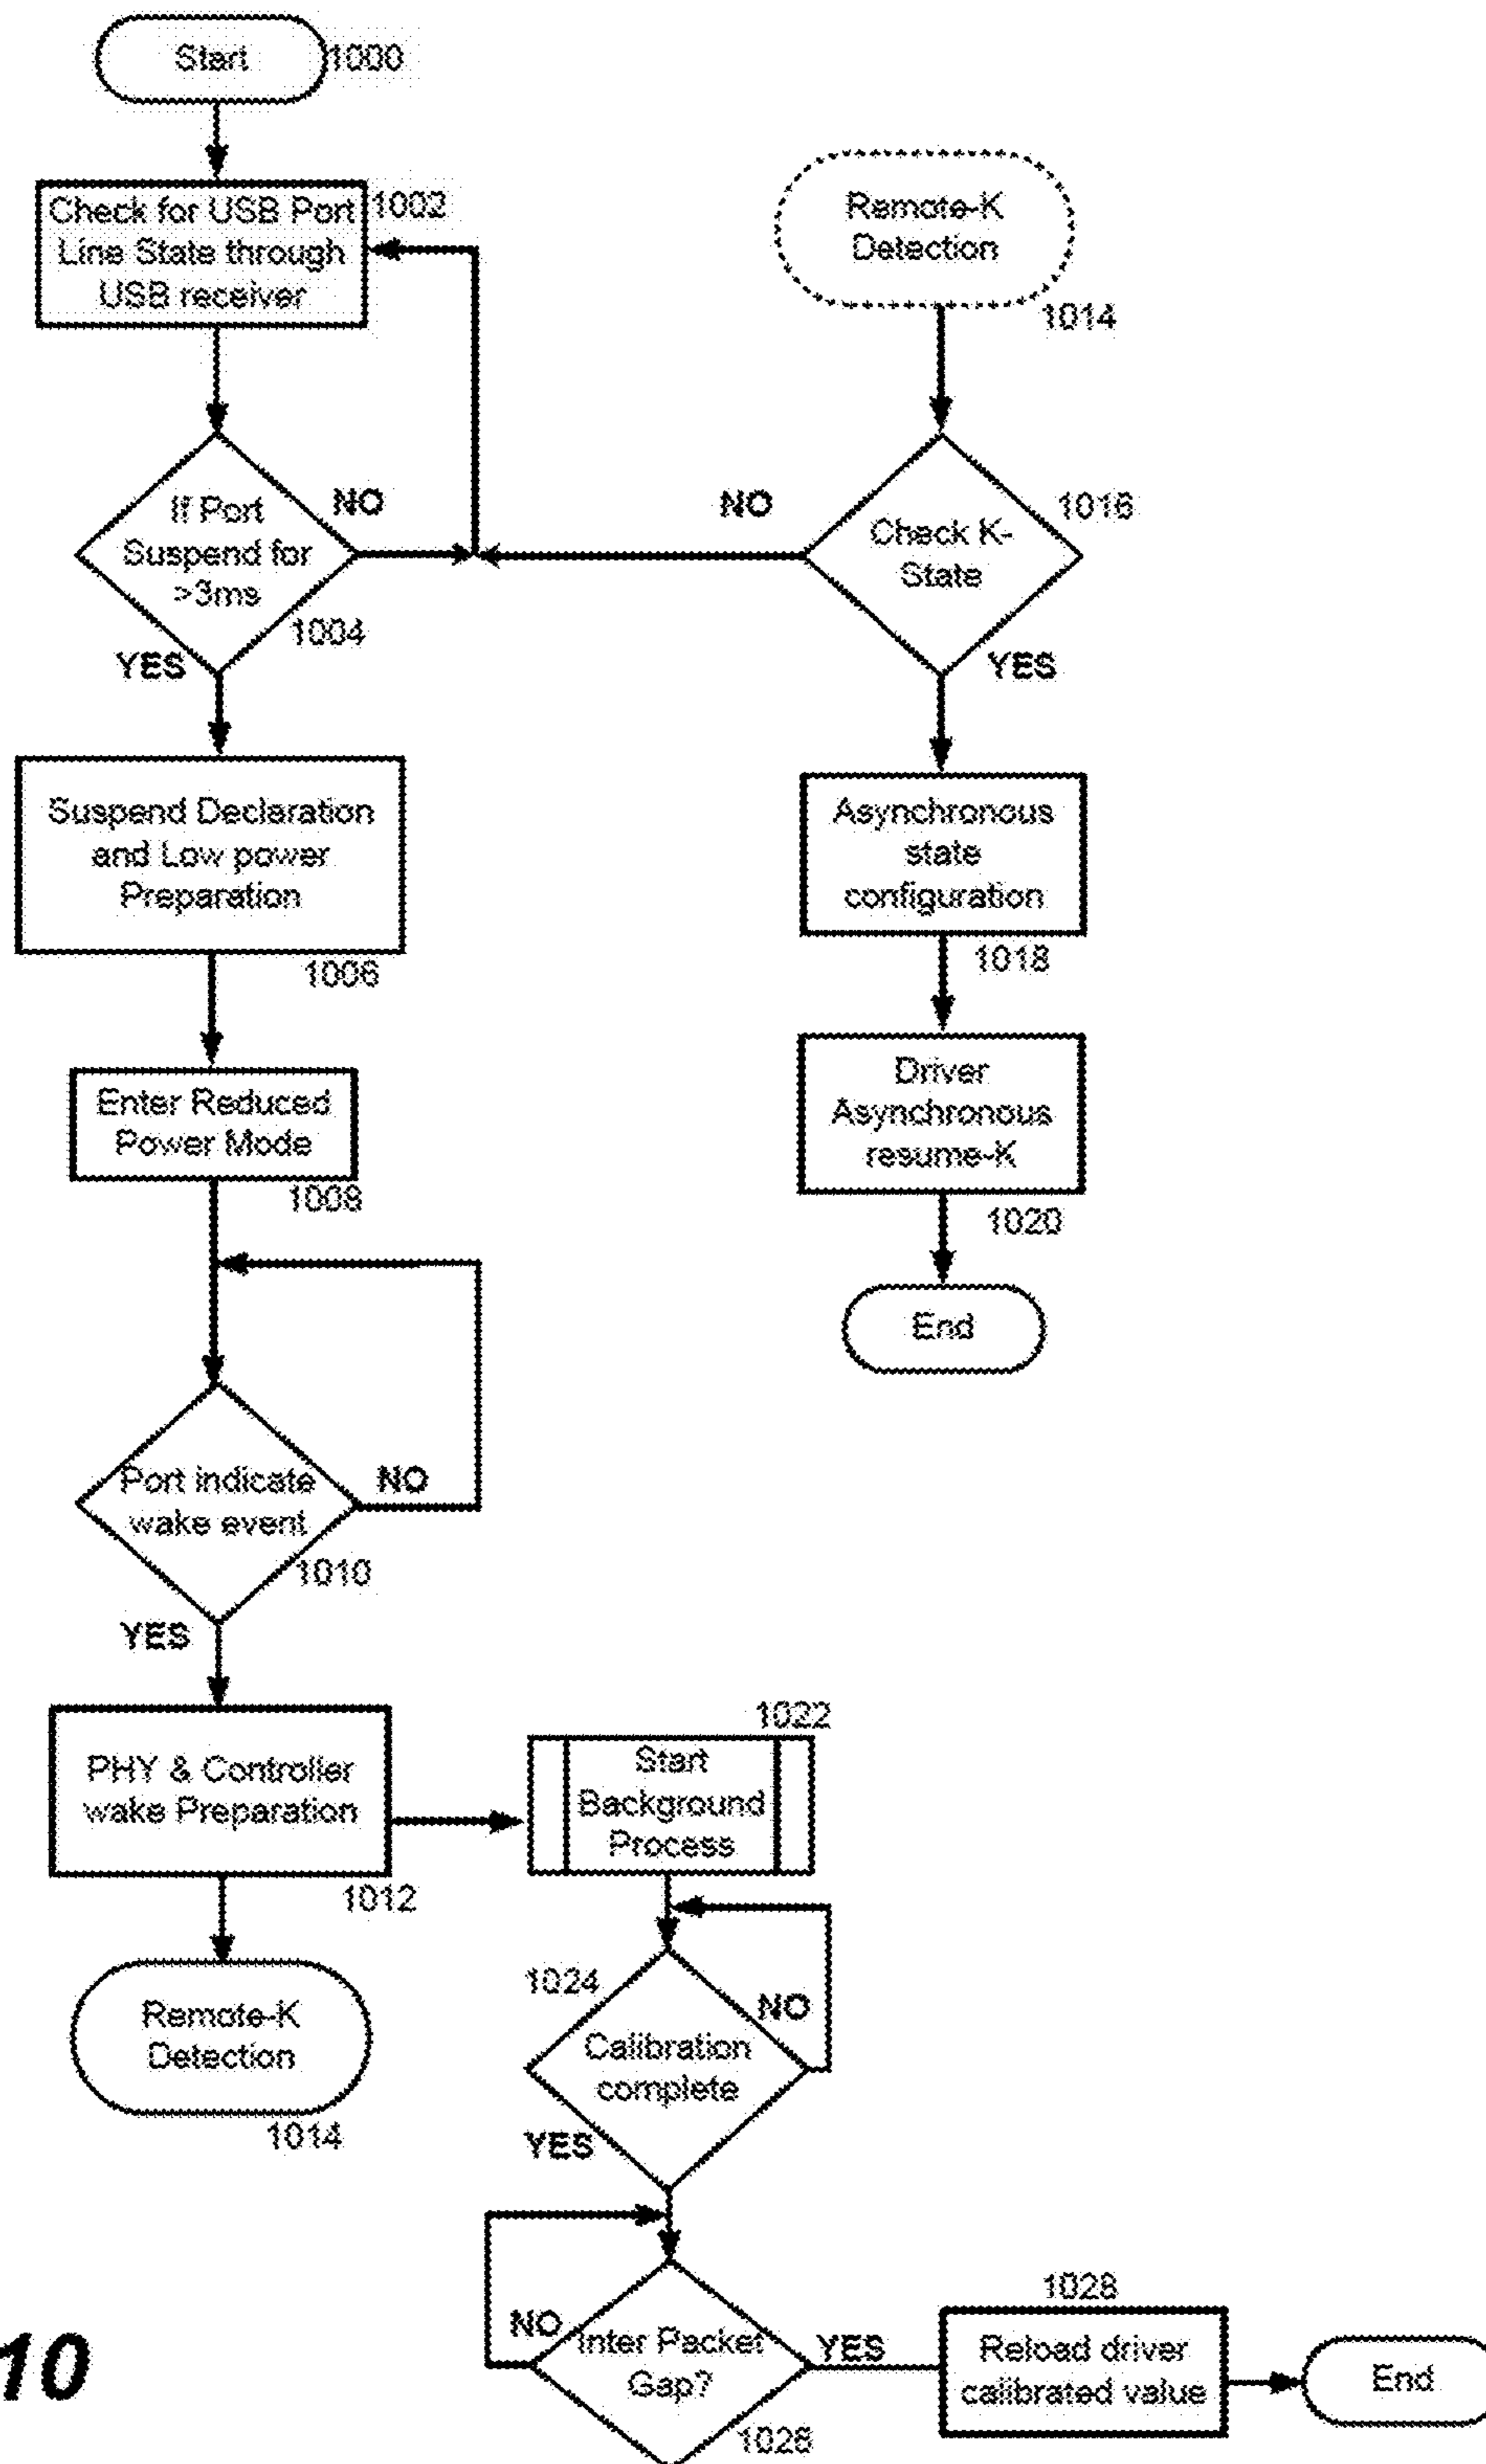 Start
1000
Check for USB Port
Line State through
USB receiver
1002
If Port
Suspend for
>3ms
NO
1004
YES
Suspend Declaration
and Low power
Preparation
1006
Enter Reduced
Power Mode
1008
Port indicate
wake event
NO
1010
YES
PHY & Controller
wake Preparation
1012
Remote-K
Detection
1014
Remote-K
Detection
1014
Check K-
State
1016
NO
YES
Asynchronous
state
configuration
1018
Driver
Asynchronous
resume-K
1020
End
1022
Start
Background
Process
1024
NO
Calibration
complete
YES
NO
Inter Packet
Gap?
YES
1026
1028
Reload driver
calibrated value
End
10